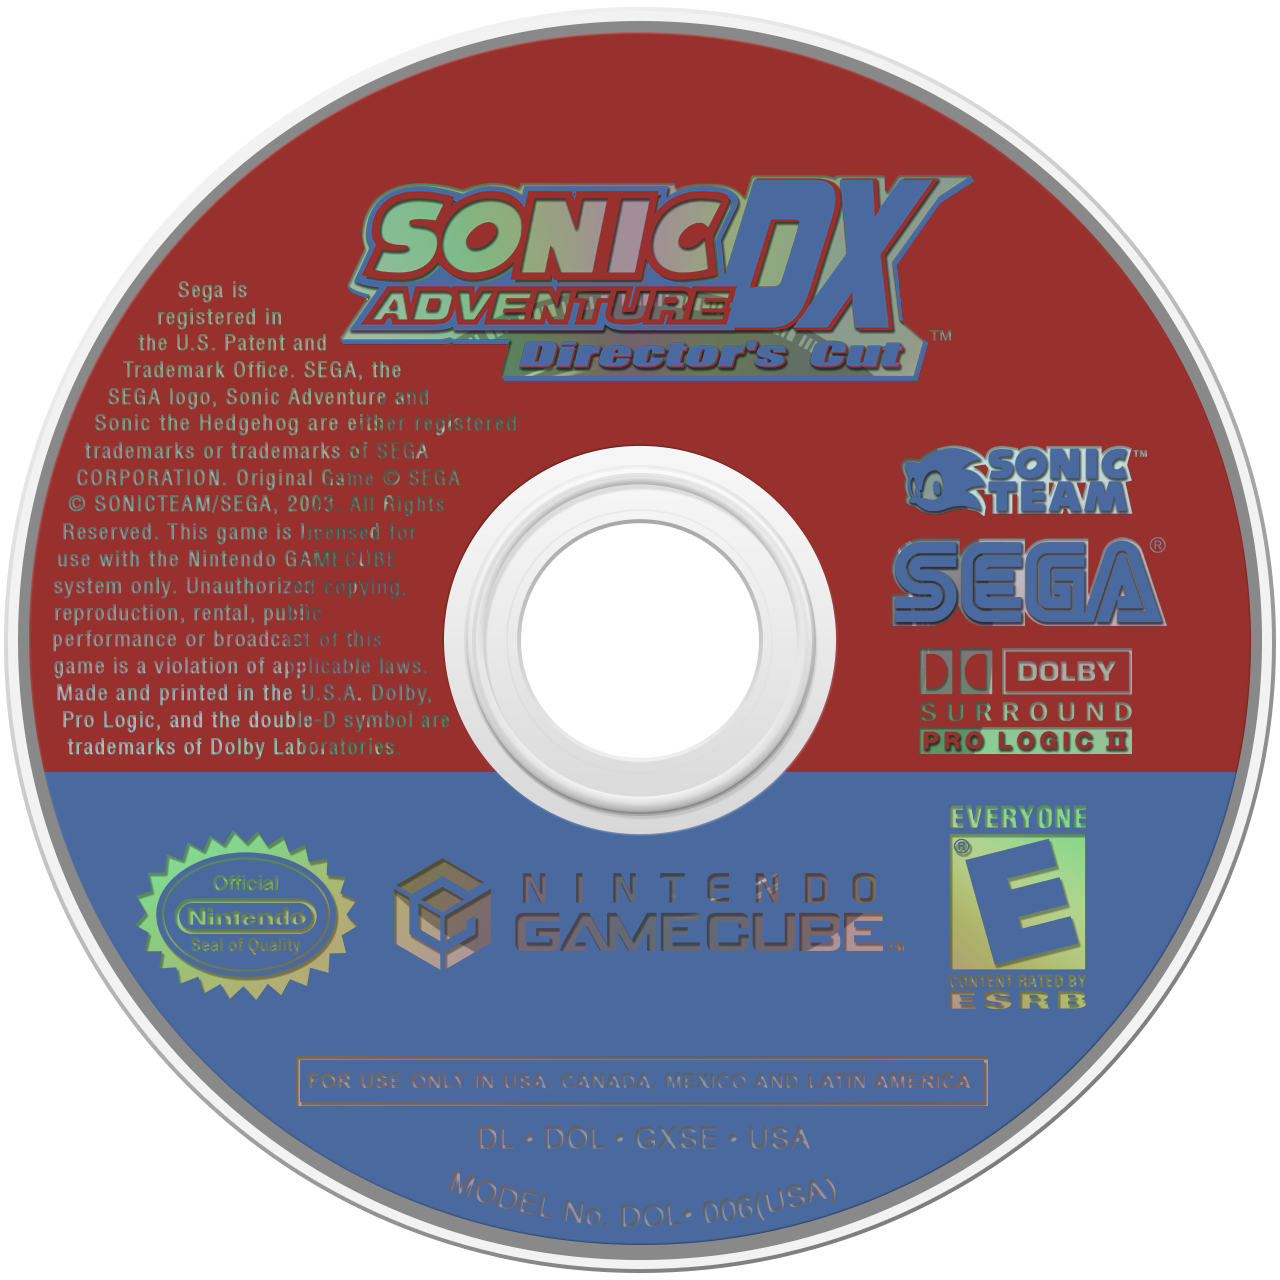 SONIC
ADVENTURE
DX
Director's Cut ™
Sega is
registered in
the U.S. Patent and
Trademark Office. SEGA, the
SEGA logo, Sonic Adventure and
Sonic the Hedgehog are either registered
trademarks or trademarks of SEGA
CORPORATION. Original Game © SEGA
© SONICTEAM/SEGA, 2003. All Rights
Reserved. This game is licensed for
use with the Nintendo GAMECUBE
system only. Unauthorized copying,
reproduction, rental, public
performance or broadcast of this
game is a violation of applicable laws.
Made and printed in the U.S.A. Dolby,
Pro Logic, and the double-D symbol are
trademarks of Dolby Laboratories.
SONIC ™
TEAM
SEGA ®
DOLBY
SURROUND
PRO LOGIC II
Official
Nintendo
Seal of Quality
NINTENDO
GAMECUBE ™
EVERYONE
® E
CONTENT RATED BY
ESRB
FOR USE ONLY IN USA, CANADA, MEXICO AND LATIN AMERICA
DL • DOL • GXSE • USA
MODEL No. DOL• 006(USA)